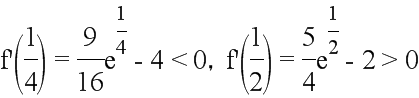 f'(1/4) = 9/16 e^{1/4} - 4 < 0, f'(1/2) = 5/4 e^{1/2} - 2 > 0